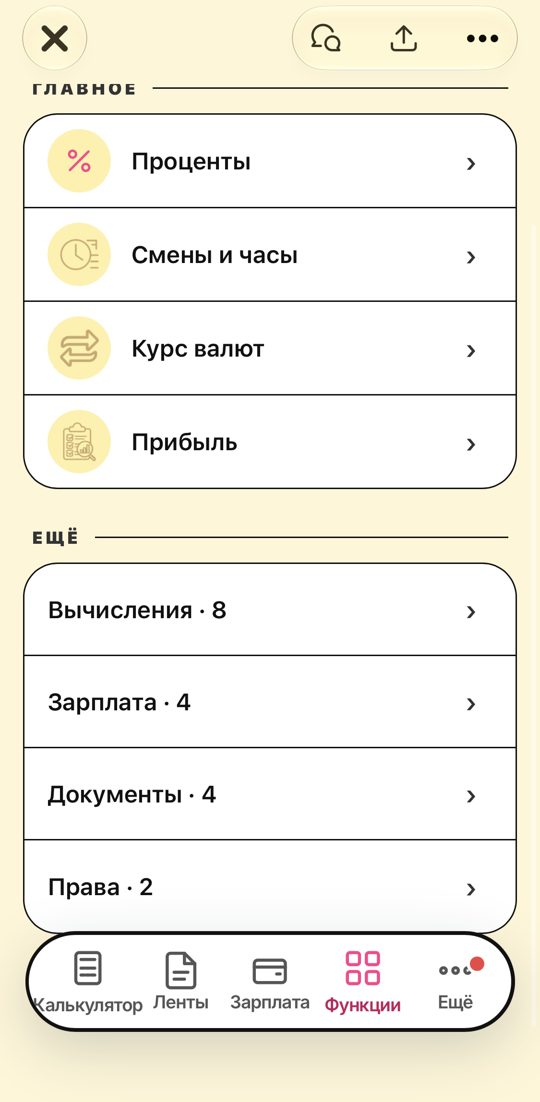 ГЛАВНОЕ
Проценты
Смены и часы
Курс валют
Прибыль
ЕЩЁ
Вычисления · 8
Зарплата · 4
Документы · 4
Права · 2
Калькулятор Ленты Зарплата Функции Ещё